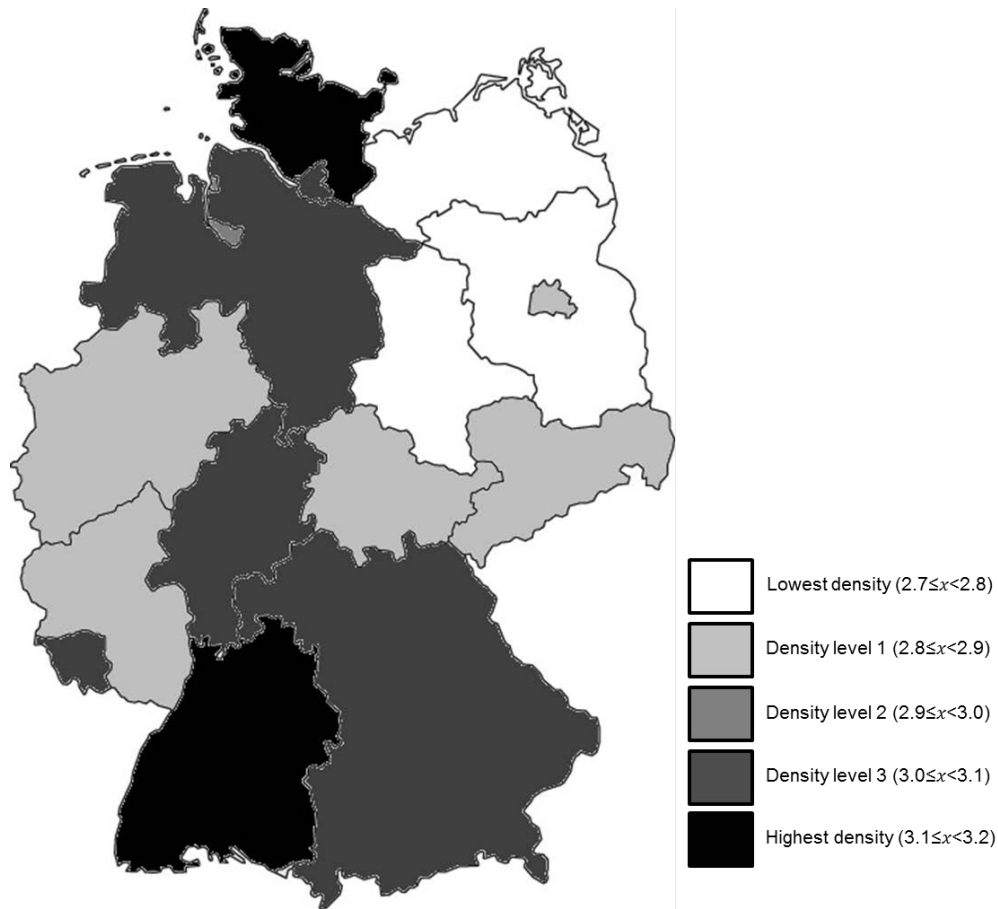 Lowest density (2.7≤x<2.8)
Density level 1 (2.8≤x<2.9)
Density level 2 (2.9≤x<3.0)
Density level 3 (3.0≤x<3.1)
Highest density (3.1≤x<3.2)